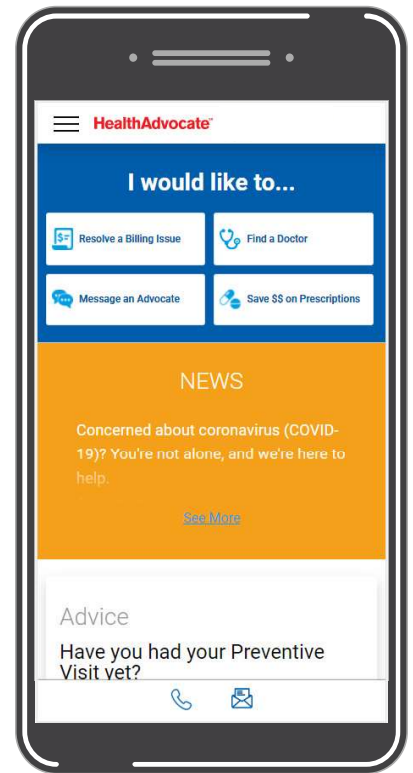 HealthAdvocate™
I would like to...
Resolve a Billing Issue
Find a Doctor
Message an Advocate
Save $$ on Prescriptions
NEWS
Concerned about coronavirus (COVID-
19)? You're not alone, and we're here to
help.
See More
Advice
Have you had your Preventive
Visit yet?